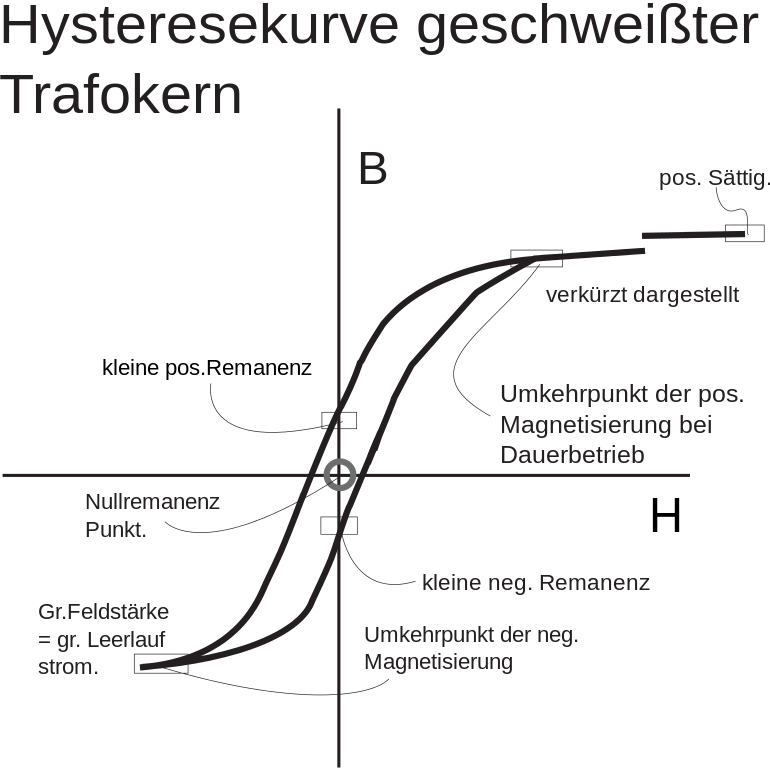 Hysteresekurve geschweißter
Trafokern
B
pos. Sättig.
verkürzt dargestellt
kleine pos.Remanenz
Umkehrpunkt der pos.
Magnetisierung bei
Dauerbetrieb
Nullremanenz
Punkt.
H
kleine neg. Remanenz
Gr.Feldstärke
= gr. Leerlauf
strom.
Umkehrpunkt der neg.
Magnetisierung